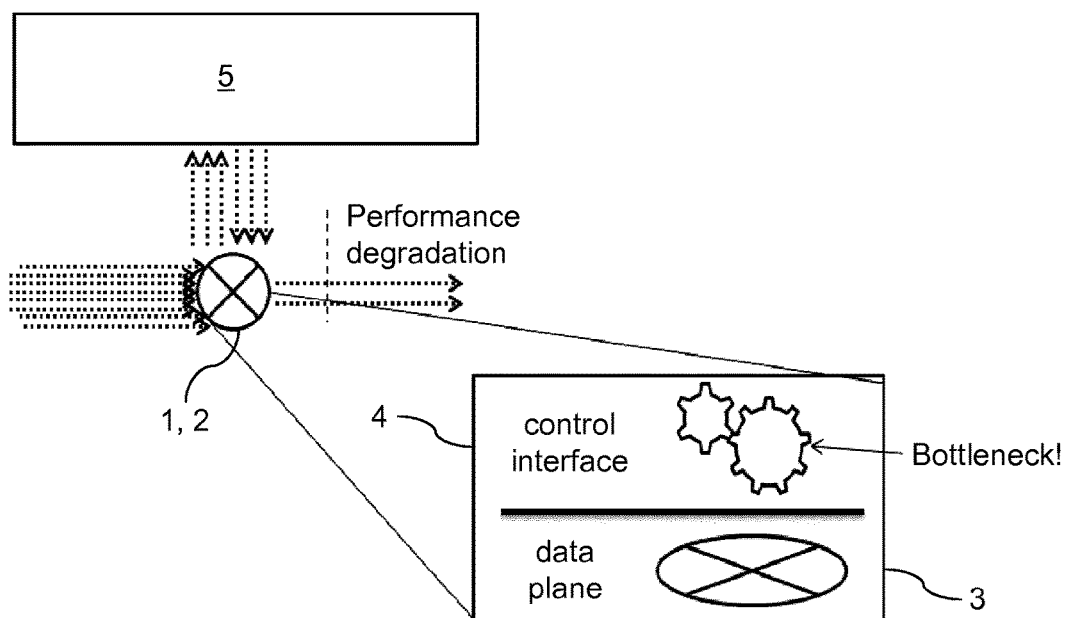 5
Performance
degradation
1, 2
4
control
interface
Bottleneck!
data
plane
3